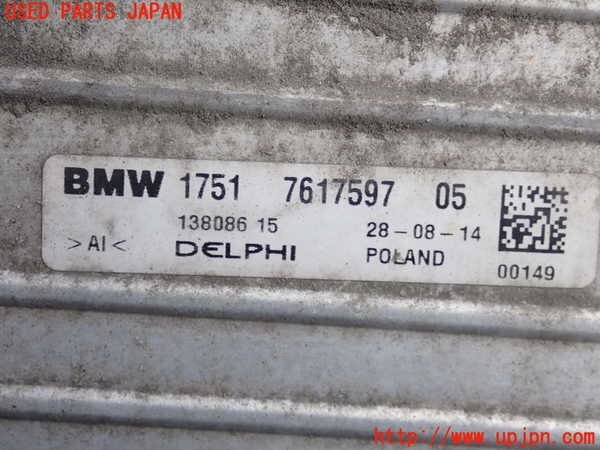 USED PARTS JAPAN
BMW 1751 7617597 05
138086 15 28-08-14
>AI< DELPHI POLAND 00149
http://www.upjpn.com/